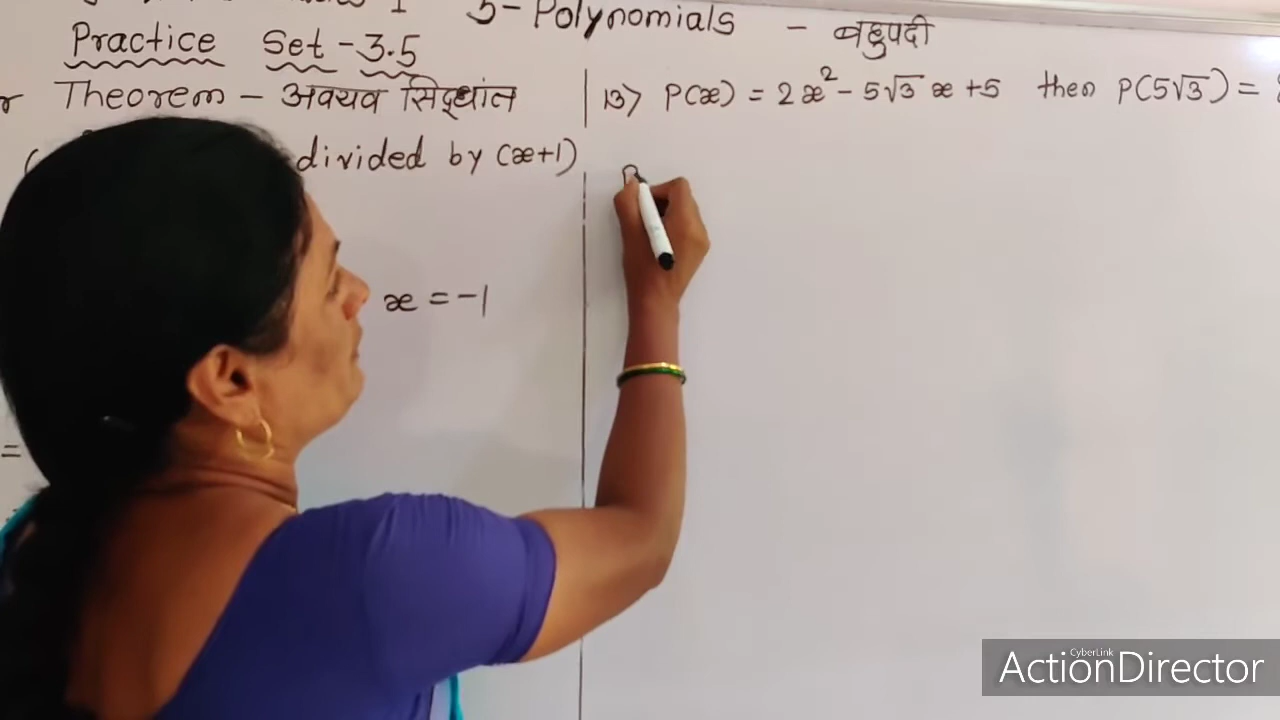 3 - Polynomials - बहुपदी
Practice Set - 3.5
Theorem - अवयव सिद्धांत
divided by (x+1)
x = -1
=
13> P(x) = 2x² - 5√3 x + 5 then P(5√3) =
CyberLink
ActionDirector